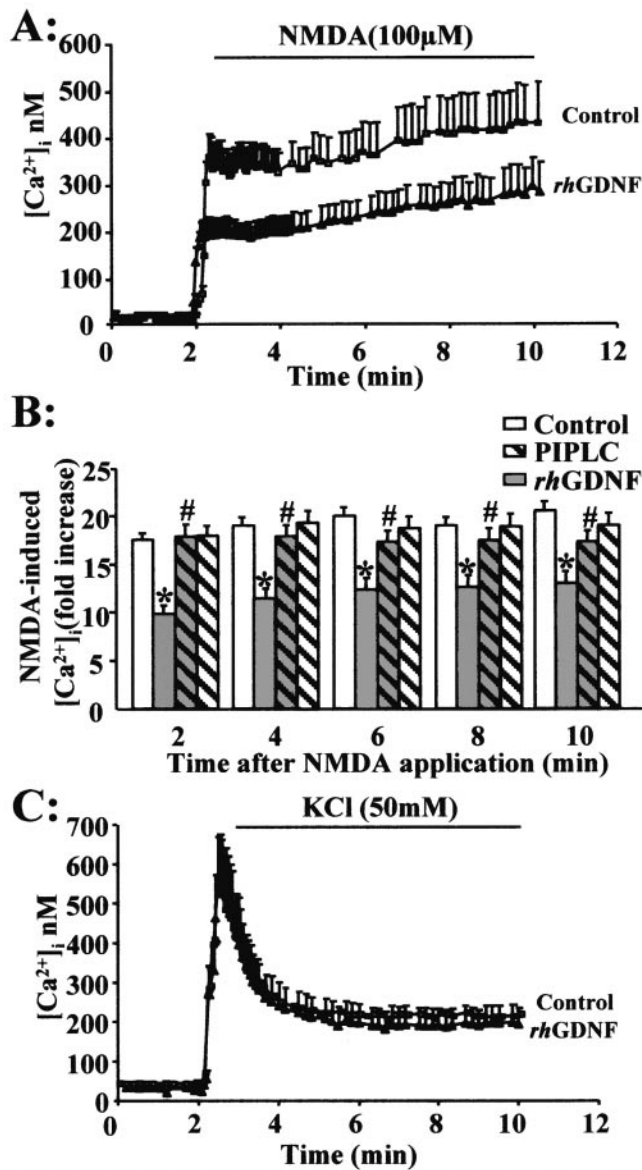 A:
NMDA(100µM)
600
500
400
300
200
100
0
[Ca²⁺]ᵢ nM
Control
rhGDNF
0 2 4 6 8 10 12
Time (min)
B:
Control
PIPLC
rhGDNF
25
20
15
10
5
0
NMDA-induced
[Ca²⁺]ᵢ(fold increase)
# # # # #
* * * * *
2 4 6 8 10
Time after NMDA application (min)
C:
KCl (50mM)
700
600
500
400
300
200
100
0
[Ca²⁺]ᵢ nM
Control
rhGDNF
0 2 4 6 8 10 12
Time (min)